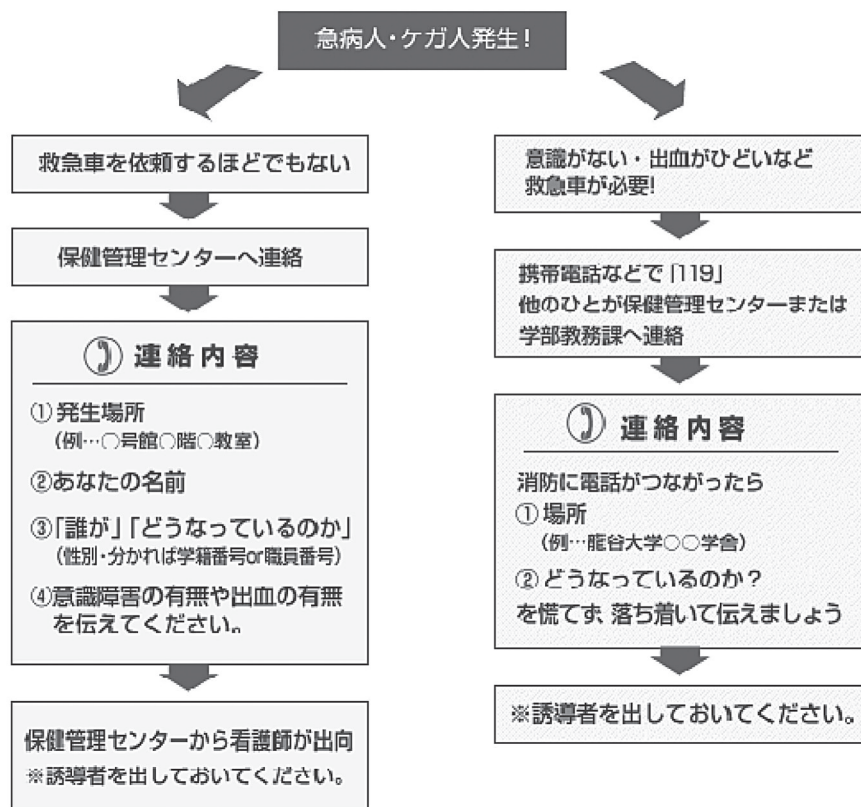 急病人・ケガ人発生！
救急車を依頼するほどでもない
保健管理センターへ連絡
連絡内容
①発生場所
（例…○号館○階○教室）
②あなたの名前
③「誰が」「どうなっているのか」
（性別・分かれば学籍番号or職員番号）
④意識障害の有無や出血の有無
を伝えてください。
保健管理センターから看護師が出向
※誘導者を出しておいてください。
意識がない・出血がひどいなど
救急車が必要!
携帯電話などで「119」
他のひとが保健管理センターまたは
学部教務課へ連絡
連絡内容
消防に電話がつながったら
①場所
（例…龍谷大学○○学舎）
②どうなっているのか？
を慌てず、落ち着いて伝えましょう
※誘導者を出しておいてください。